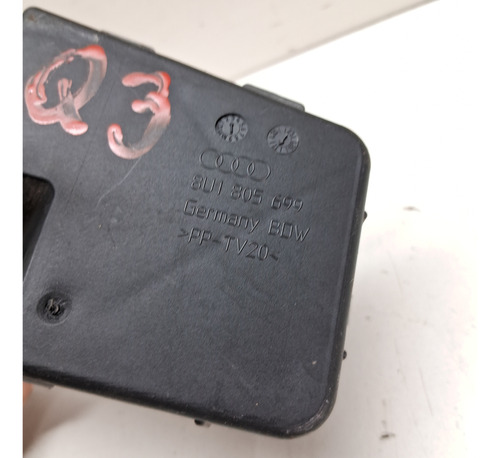 Q3
8U1 805 699
Germany BDW
>PP-TV20<